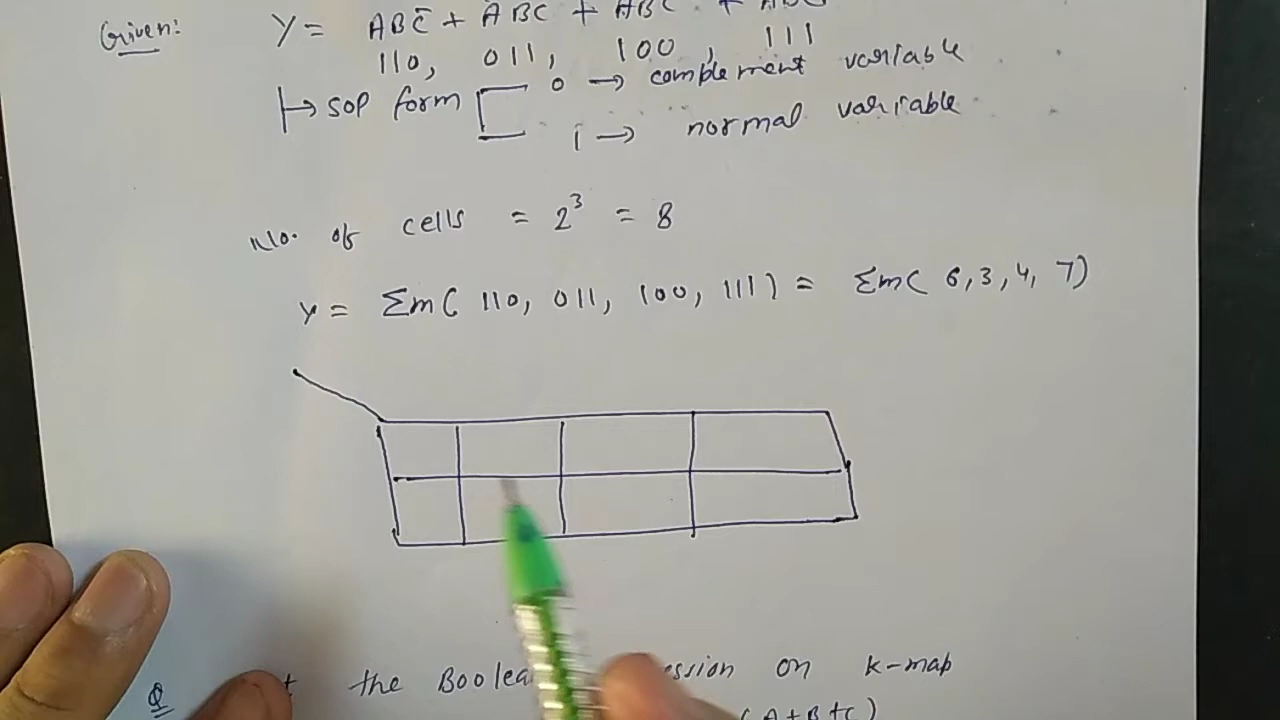 Given: Y = ABC̄ + ĀBC + AB̄C̄ + ABC
110, 011, 100, 111
↦ SOP form [ 0 → complement variable
1 → normal variable
No. of cells = 2³ = 8
Y = Σm( 110, 011, 100, 111) = Σm( 6,3,4,7)
Q the Boolea ssion on k-map
(A+B+C)